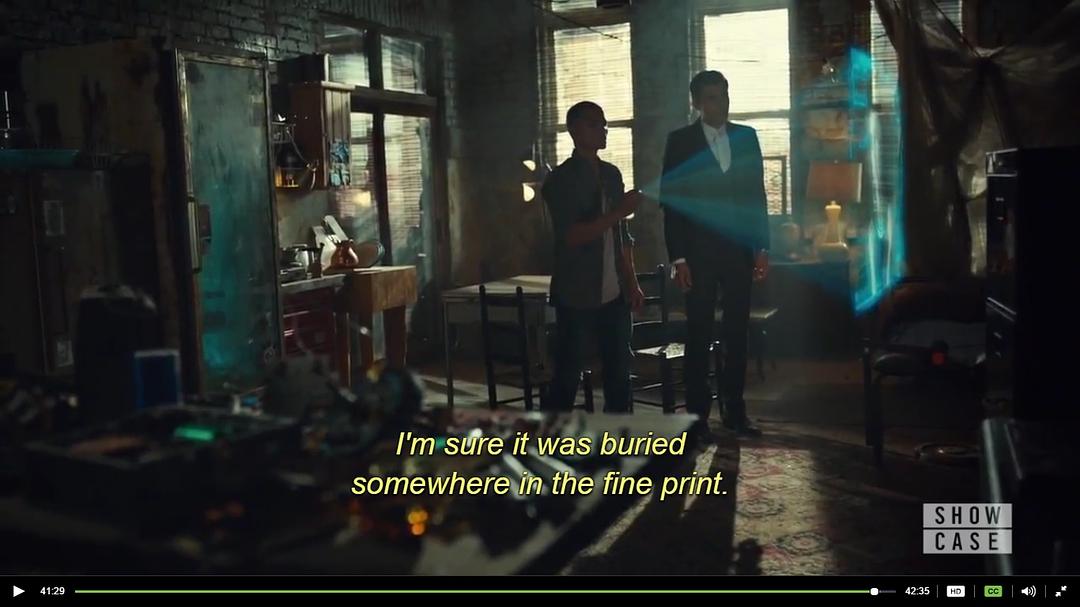 I'm sure it was buried
somewhere in the fine print.
SHOW
CASE
41:29
42:35
HD
CC